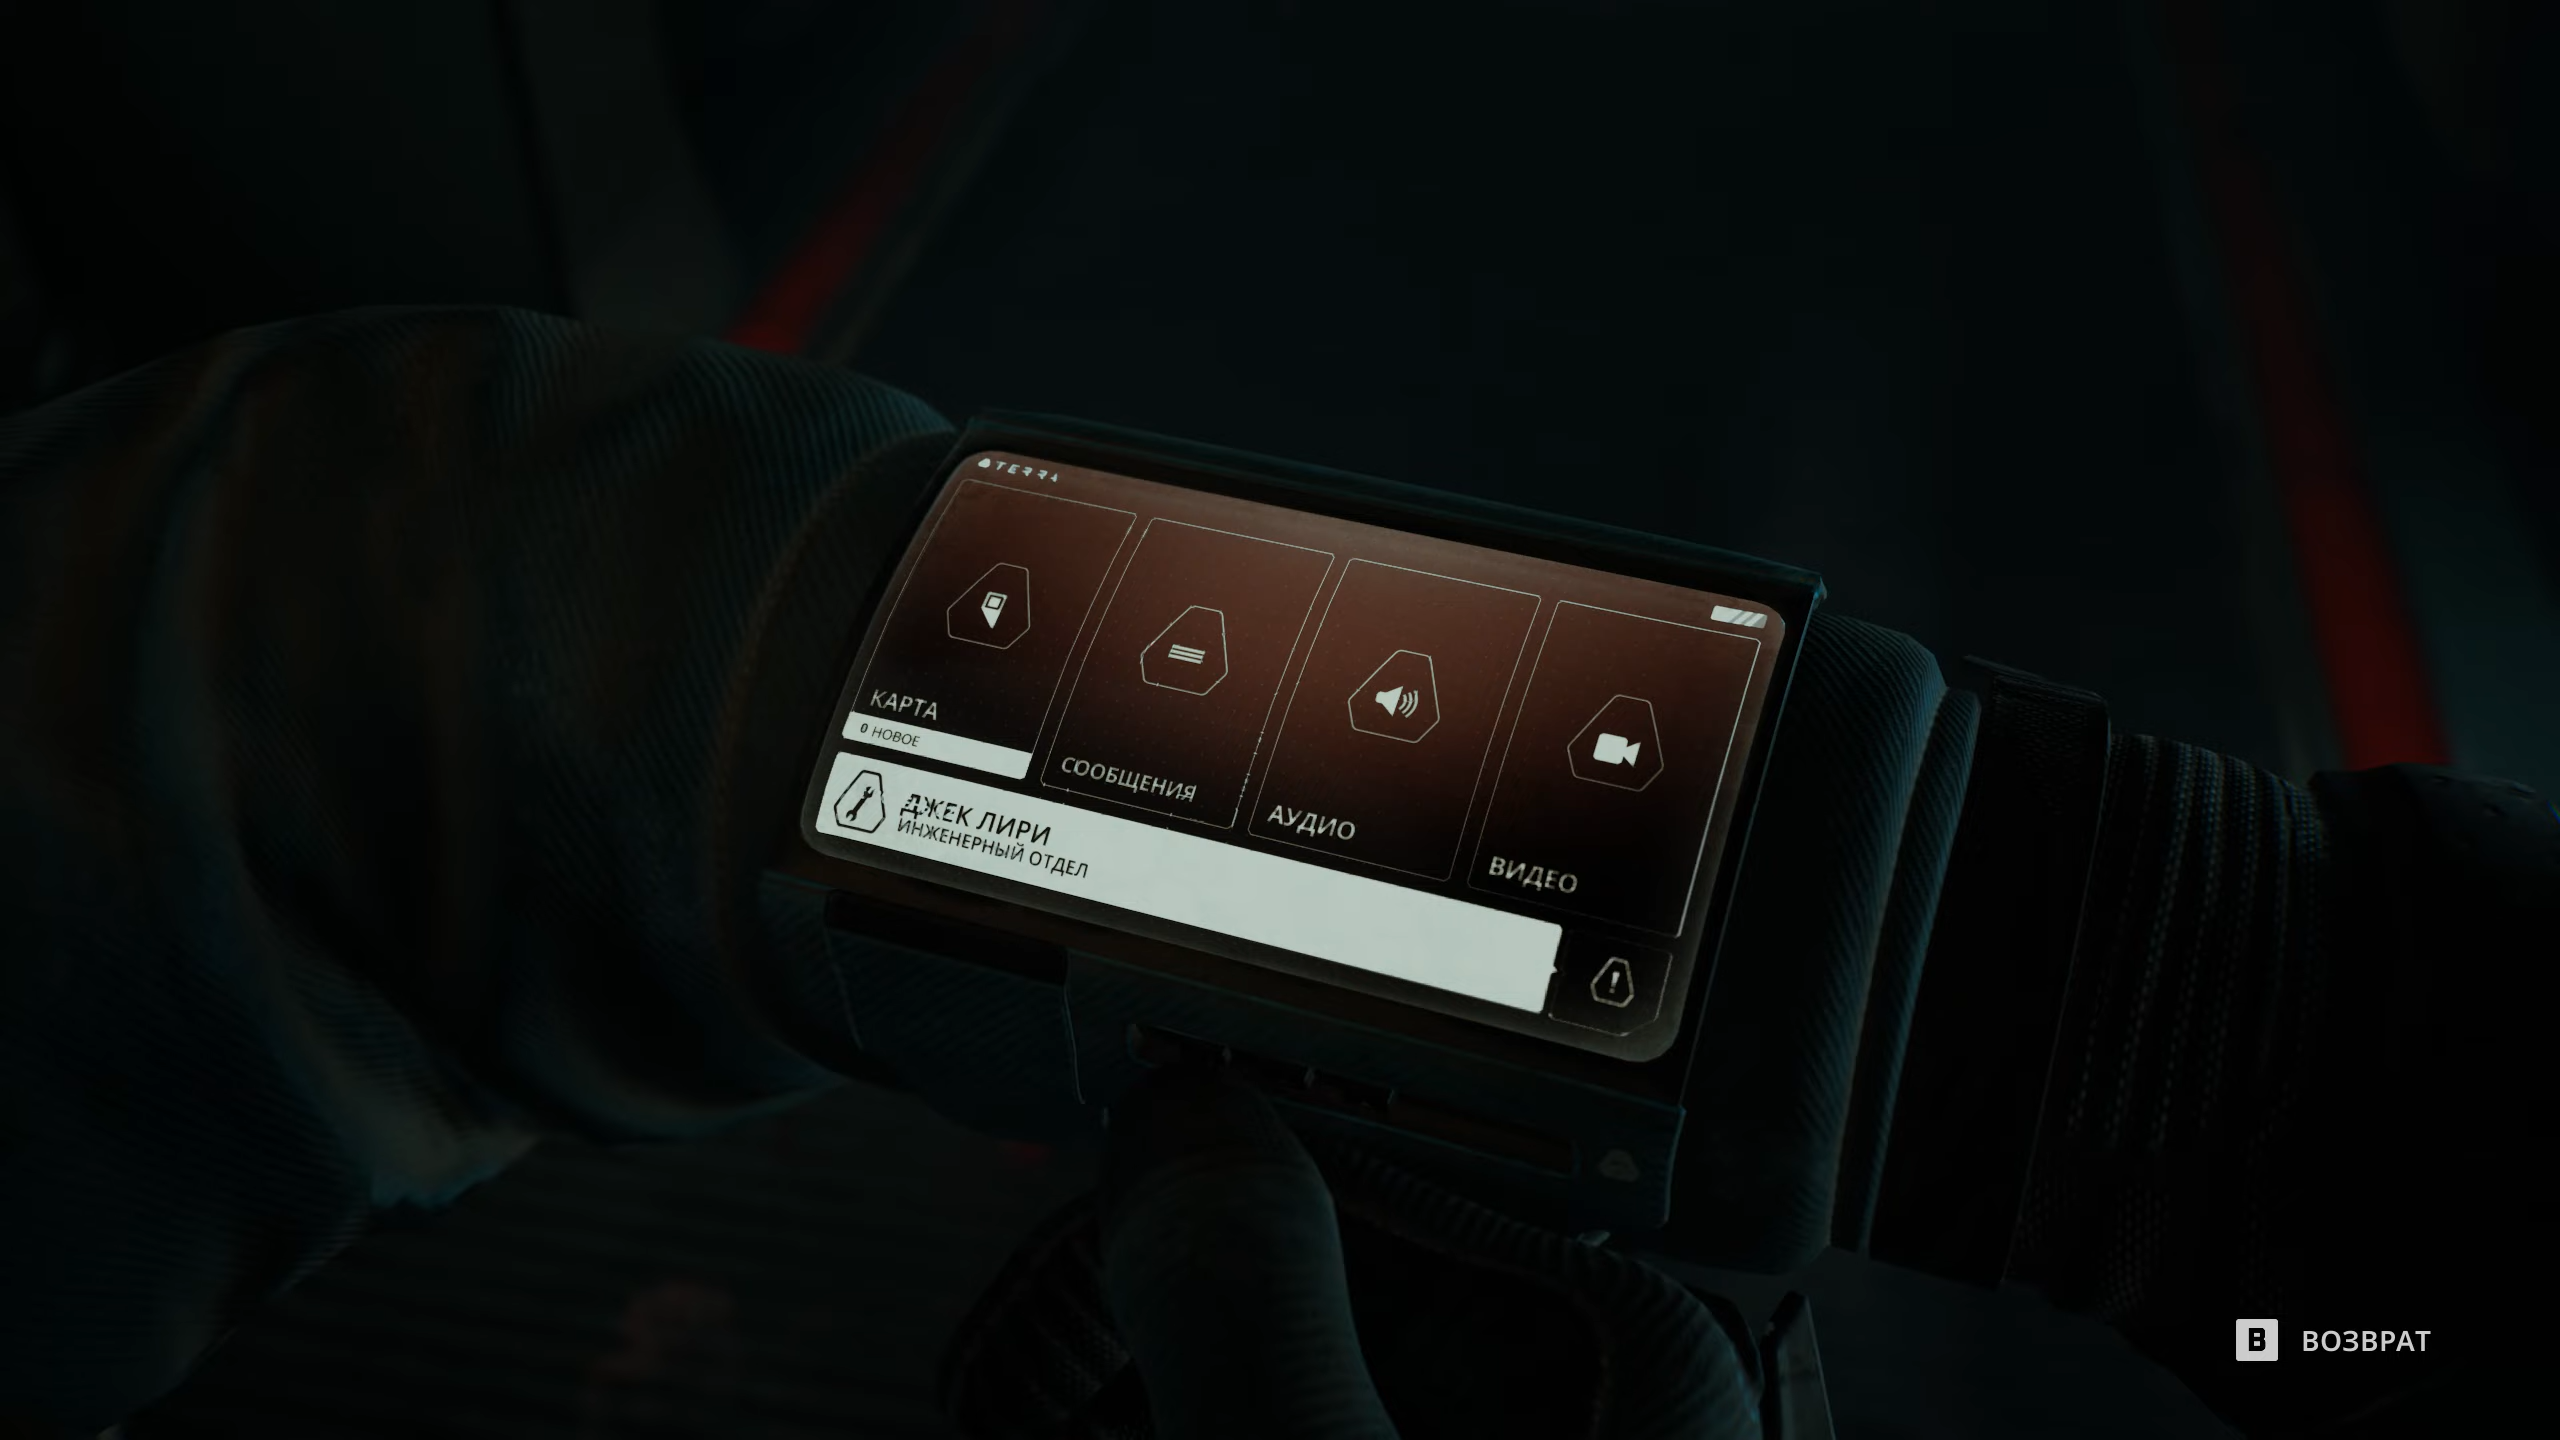 TERRA
КАРТА
0 НОВОЕ
СООБЩЕНИЯ
АУДИО
ВИДЕО
ДЖЕК ЛИРИ
ИНЖЕНЕРНЫЙ ОТДЕЛ
!
B ВОЗВРАТ